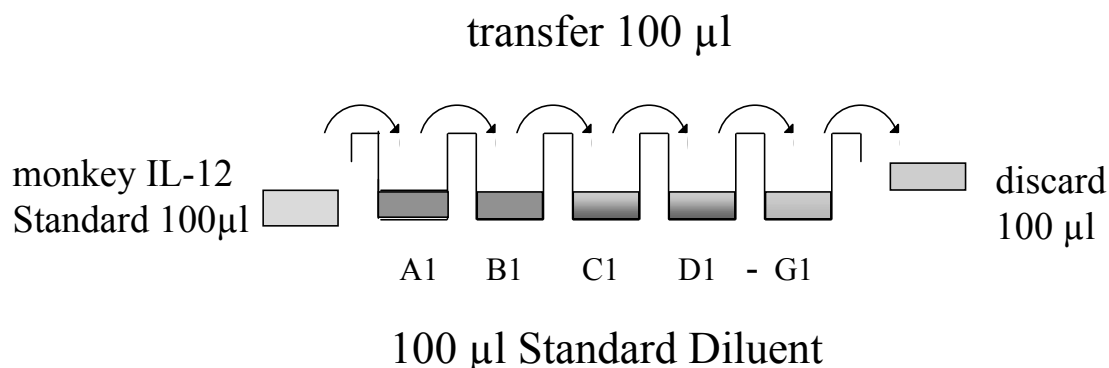 transfer 100 µl
monkey IL-12
Standard 100µl
discard
100 µl
A1 B1 C1 D1 - G1
100 µl Standard Diluent